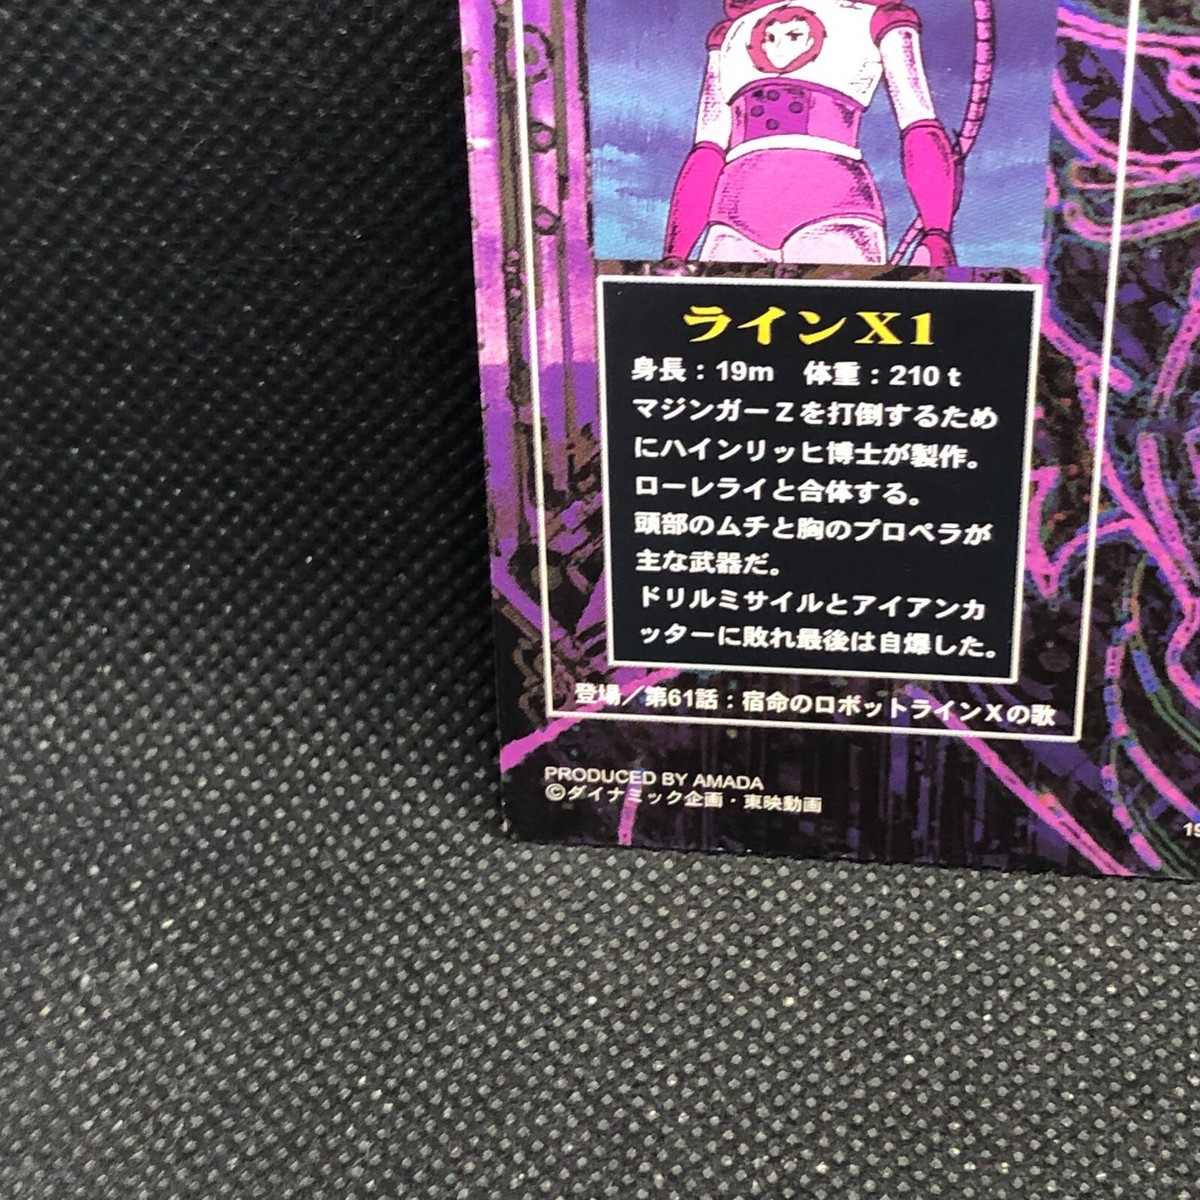 ラインX1
身長：19m　体重：210 t
マジンガーZを打倒するため
にハインリッヒ博士が製作。
ローレライと合体する。
頭部のムチと胸のプロペラが
主な武器だ。
ドリルミサイルとアイアンカ
ッターに敗れ最後は自爆した。
登場／第61話：宿命のロボットラインXの歌
PRODUCED BY AMADA
©ダイナミック企画・東映動画